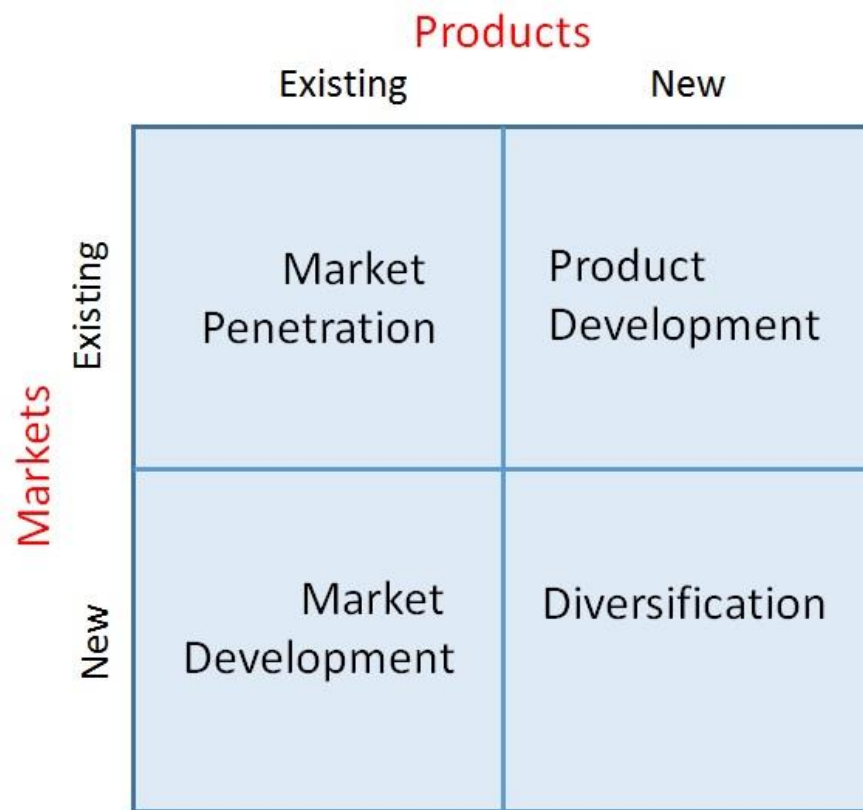 Products
Existing New
Markets
Existing
Market
Penetration
Product
Development
New
Market
Development
Diversification